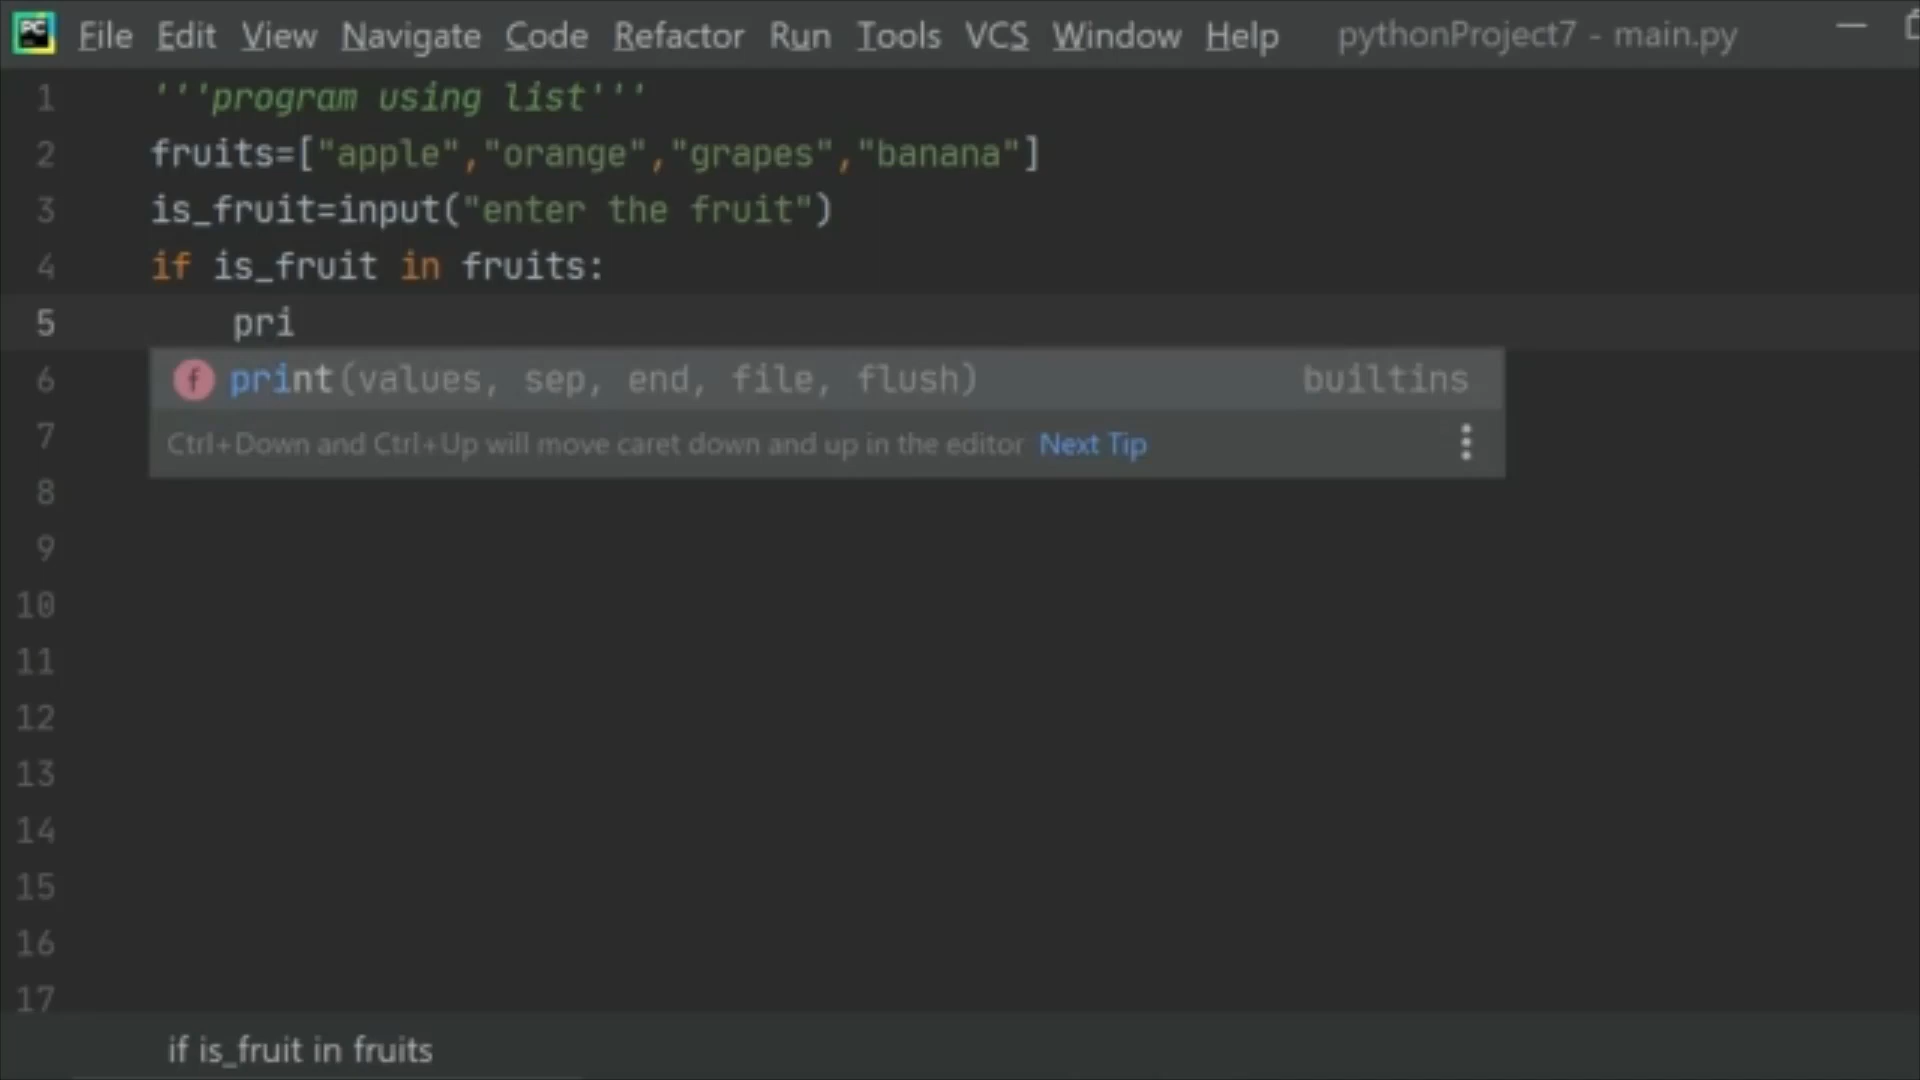 PC File Edit View Navigate Code Refactor Run Tools VCS Window Help pythonProject7 - main.py
1 '''program using list'''
2 fruits=["apple","orange","grapes","banana"]
3 is_fruit=input("enter the fruit")
4 if is_fruit in fruits:
5 pri
6 f print(values, sep, end, file, flush) builtins
7 Ctrl+Down and Ctrl+Up will move caret down and up in the editor Next Tip
8
9
10
11
12
13
14
15
16
17
if is_fruit in fruits